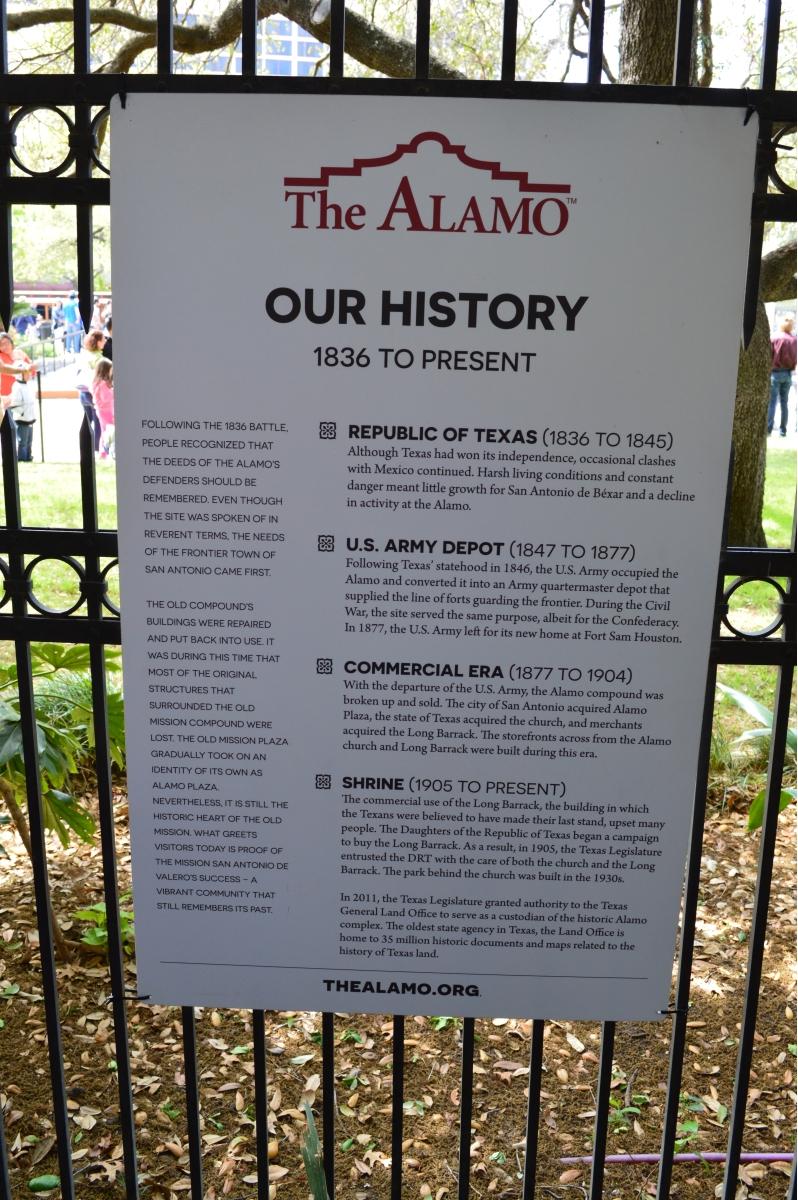 The ALAMO™
OUR HISTORY
1836 TO PRESENT
FOLLOWING THE 1836 BATTLE,
PEOPLE RECOGNIZED THAT
THE DEEDS OF THE ALAMO'S
DEFENDERS SHOULD BE
REMEMBERED. EVEN THOUGH
THE SITE WAS SPOKEN OF IN
REVERENT TERMS, THE NEEDS
OF THE FRONTIER TOWN OF
SAN ANTONIO CAME FIRST.
THE OLD COMPOUND'S
BUILDINGS WERE REPAIRED
AND PUT BACK INTO USE. IT
WAS DURING THIS TIME THAT
MOST OF THE ORIGINAL
STRUCTURES THAT
SURROUNDED THE OLD
MISSION COMPOUND WERE
LOST. THE OLD MISSION PLAZA
GRADUALLY TOOK ON AN
IDENTITY OF ITS OWN AS
ALAMO PLAZA.
NEVERTHELESS, IT IS STILL THE
HISTORIC HEART OF THE OLD
MISSION. WHAT GREETS
VISITORS TODAY IS PROOF OF
THE MISSION SAN ANTONIO DE
VALERO'S SUCCESS – A
VIBRANT COMMUNITY THAT
STILL REMEMBERS ITS PAST.
REPUBLIC OF TEXAS (1836 TO 1845)
Although Texas had won its independence, occasional clashes
with Mexico continued. Harsh living conditions and constant
danger meant little growth for San Antonio de Béxar and a decline
in activity at the Alamo.
U.S. ARMY DEPOT (1847 TO 1877)
Following Texas' statehood in 1846, the U.S. Army occupied the
Alamo and converted it into an Army quartermaster depot that
supplied the line of forts guarding the frontier. During the Civil
War, the site served the same purpose, albeit for the Confederacy.
In 1877, the U.S. Army left for its new home at Fort Sam Houston.
COMMERCIAL ERA (1877 TO 1904)
With the departure of the U.S. Army, the Alamo compound was
broken up and sold. The city of San Antonio acquired Alamo
Plaza, the state of Texas acquired the church, and merchants
acquired the Long Barrack. The storefronts across from the Alamo
church and Long Barrack were built during this era.
SHRINE (1905 TO PRESENT)
The commercial use of the Long Barrack, the building in which
the Texans were believed to have made their last stand, upset many
people. The Daughters of the Republic of Texas began a campaign
to buy the Long Barrack. As a result, in 1905, the Texas Legislature
entrusted the DRT with the care of both the church and the Long
Barrack. The park behind the church was built in the 1930s.
In 2011, the Texas Legislature granted authority to the Texas
General Land Office to serve as a custodian of the historic Alamo
complex. The oldest state agency in Texas, the Land Office is
home to 35 million historic documents and maps related to the
history of Texas land.
THEALAMO.ORG